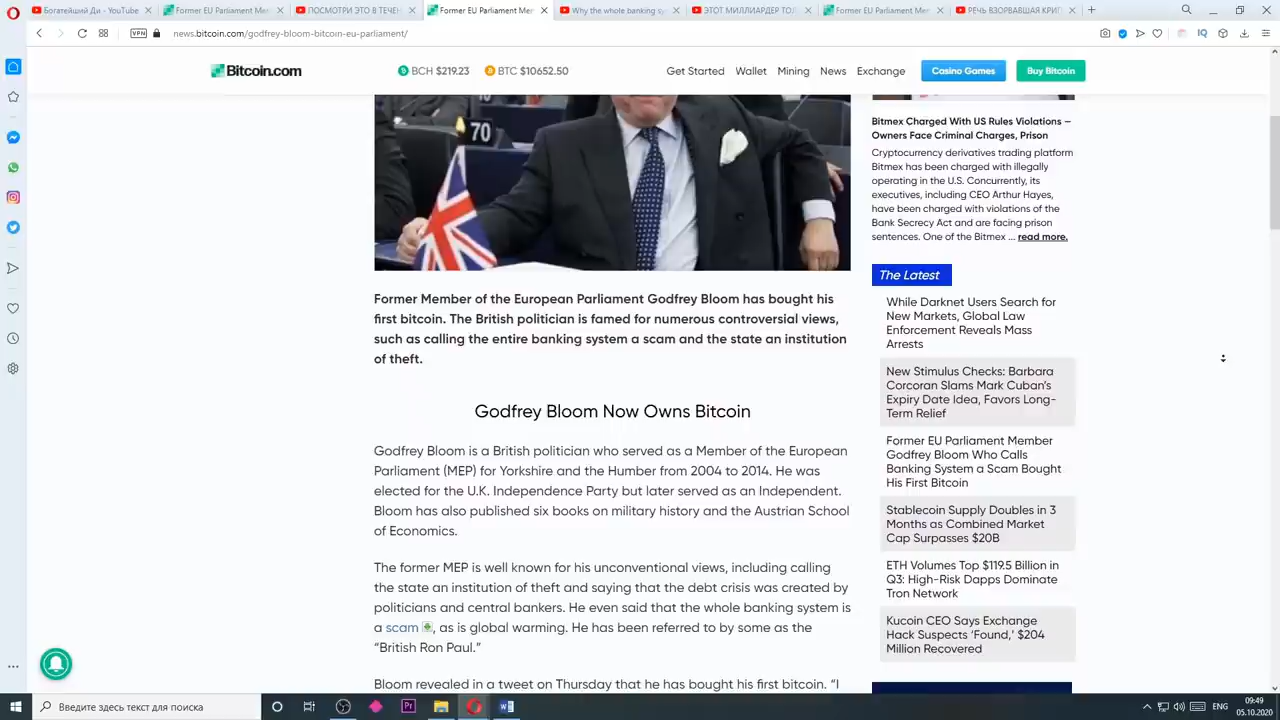 Богатейший Ди - YouTube
Former EU Parliament Mem
ПОСМОТРИ ЭТО В ТЕЧЕН
Former EU Parliament Mem
Why the whole banking sy
ЭТОТ МИЛЛИАРДЕР ТОЛ
Former EU Parliament Mem
РЕЧЬ ВЗОРВАВШАЯ КРИП
VPN
news.bitcoin.com/godfrey-bloom-bitcoin-eu-parliament/
Bitcoin.com
BCH $219.23
BTC $10652.50
Get Started
Wallet
Mining
News
Exchange
Casino Games
Buy Bitcoin
70
Former Member of the European Parliament Godfrey Bloom has bought his
first bitcoin. The British politician is famed for numerous controversial views,
such as calling the entire banking system a scam and the state an institution
of theft.
Godfrey Bloom Now Owns Bitcoin
Godfrey Bloom is a British politician who served as a Member of the European
Parliament (MEP) for Yorkshire and the Humber from 2004 to 2014. He was
elected for the U.K. Independence Party but later served as an Independent.
Bloom has also published six books on military history and the Austrian School
of Economics.
The former MEP is well known for his unconventional views, including calling
the state an institution of theft and saying that the debt crisis was created by
politicians and central bankers. He even said that the whole banking system is
a scam, as is global warming. He has been referred to by some as the
“British Ron Paul.”
Bloom revealed in a tweet on Thursday that he has bought his first bitcoin. “I
Bitmex Charged With US Rules Violations —
Owners Face Criminal Charges, Prison
Cryptocurrency derivatives trading platform
Bitmex has been charged with illegally
operating in the U.S. Concurrently, its
executives, including CEO Arthur Hayes,
have been charged with violations of the
Bank Secrecy Act and are facing prison
sentences. One of the Bitmex ... read more.
The Latest
While Darknet Users Search for
New Markets, Global Law
Enforcement Reveals Mass
Arrests
New Stimulus Checks: Barbara
Corcoran Slams Mark Cuban’s
Expiry Date Idea, Favors Long-
Term Relief
Former EU Parliament Member
Godfrey Bloom Who Calls
Banking System a Scam Bought
His First Bitcoin
Stablecoin Supply Doubles in 3
Months as Combined Market
Cap Surpasses $20B
ETH Volumes Top $119.5 Billion in
Q3: High-Risk Dapps Dominate
Tron Network
Kucoin CEO Says Exchange
Hack Suspects ‘Found,’ $204
Million Recovered
Введите здесь текст для поиска
Pr
ENG
09:49
05.10.2020